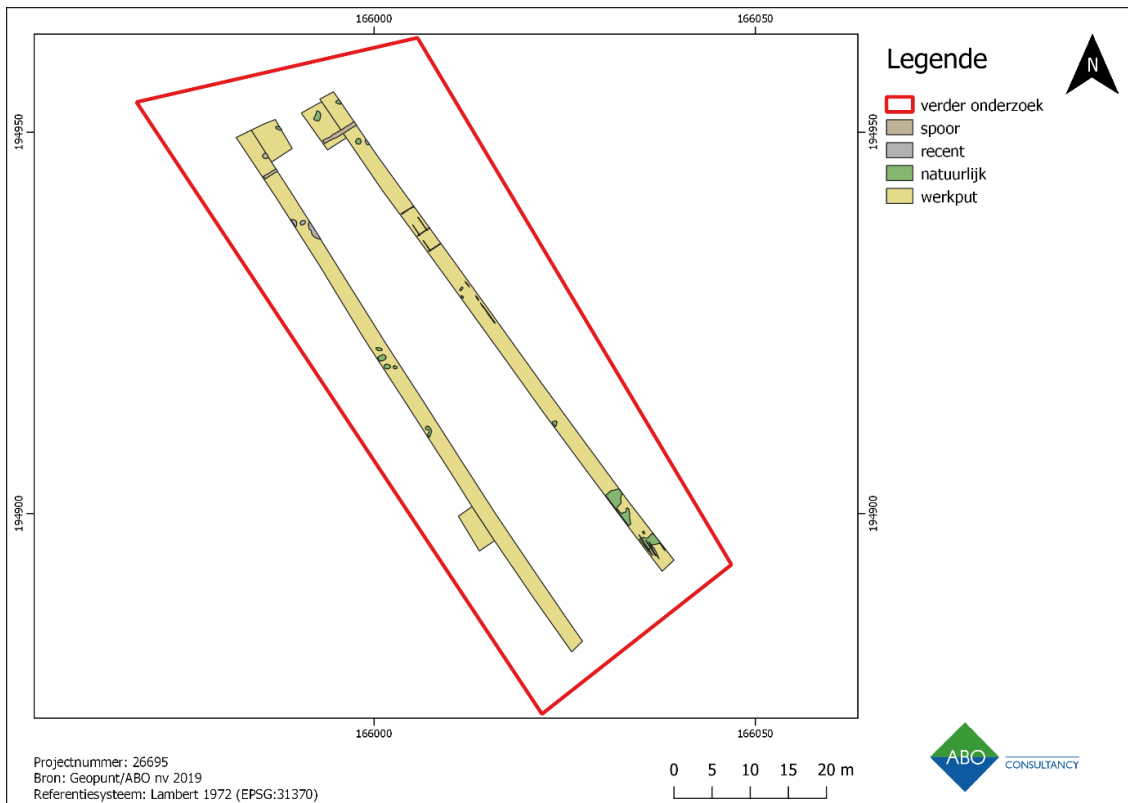 166000
166050
Legende
N
verder onderzoek
spoor
recent
natuurlijk
werkput
194950
194950
194900
194900
166000
166050
Projectnummer: 26695
Bron: Geopunt/ABO nv 2019
Referentiesysteem: Lambert 1972 (EPSG:31370)
0 5 10 15 20 m
ABO
CONSULTANCY